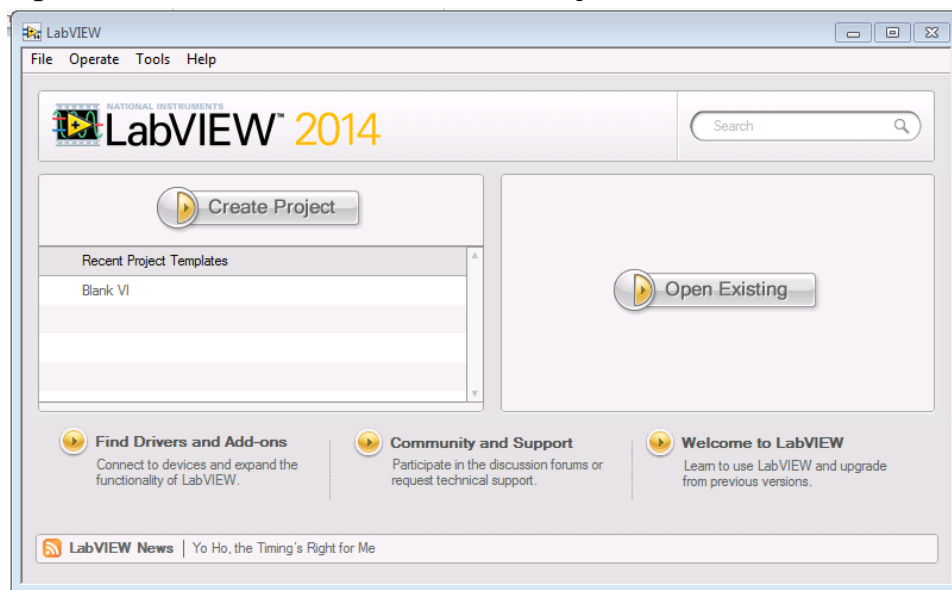 LabVIEW
File Operate Tools Help
NATIONAL INSTRUMENTS
LabVIEW™ 2014
Search
Create Project
Recent Project Templates
Blank VI
Open Existing
Find Drivers and Add-ons
Connect to devices and expand the
functionality of LabVIEW.
Community and Support
Participate in the discussion forums or
request technical support.
Welcome to LabVIEW
Learn to use LabVIEW and upgrade
from previous versions.
LabVIEW News | Yo Ho, the Timing's Right for Me